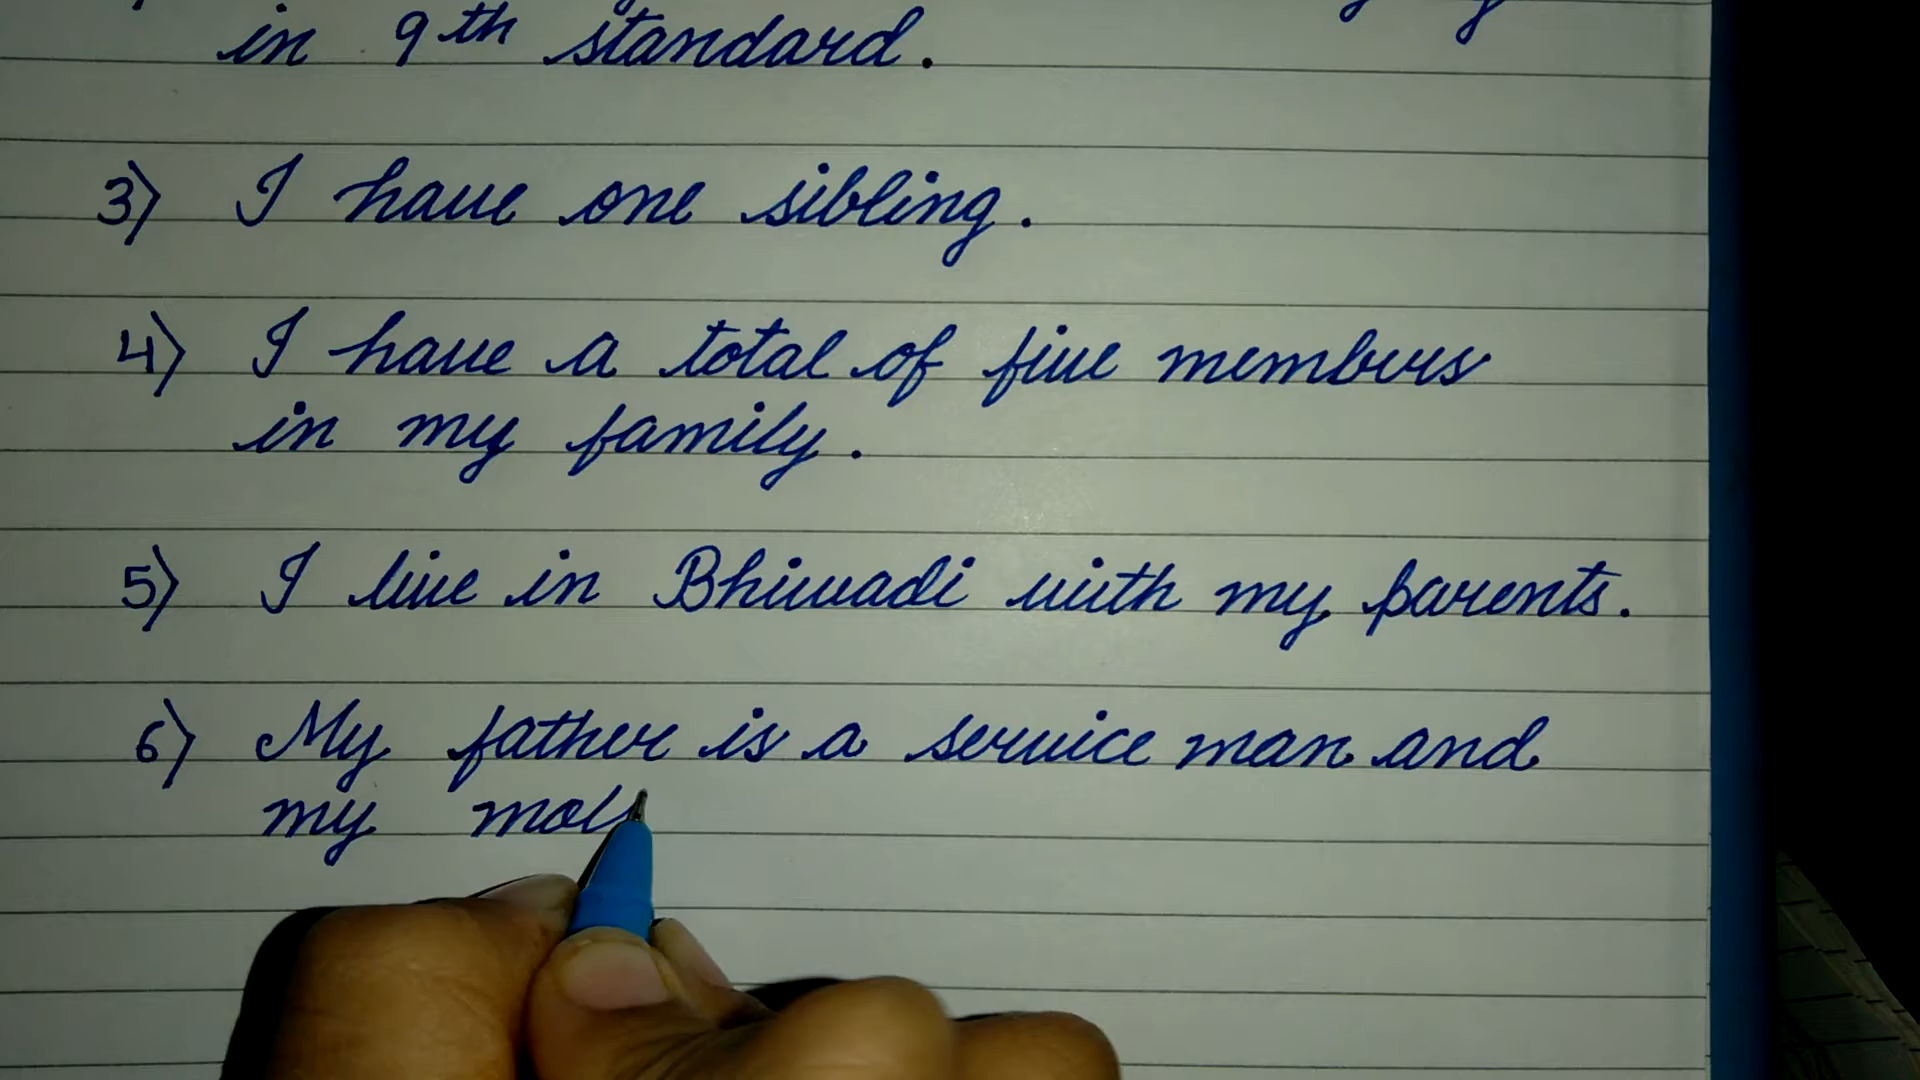 in 9th standard.
3) I have one sibling.
4) I have a total of five members
in my family.
5) I live in Bhiwadi with my parents.
6) My father is a service man and
my